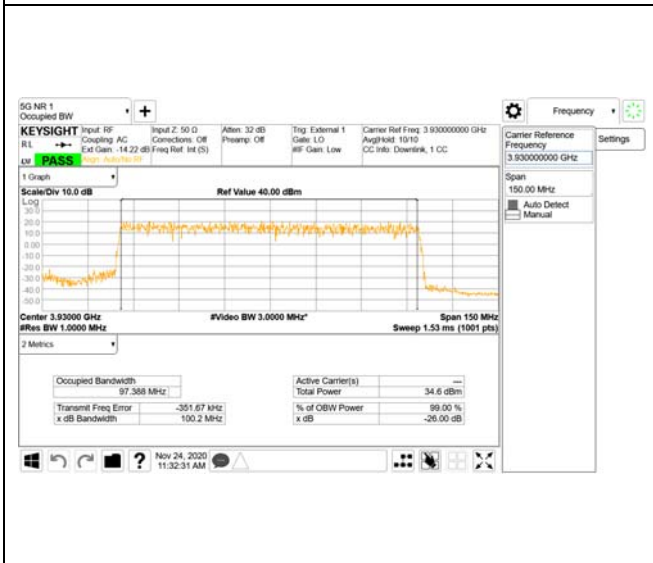 5G NR 1
Occupied BW
+
Frequency
KEYSIGHT
RL
PASS
Input: RF
Coupling: AC
Ext Gain: -14.22 dB
Align: Auto/No RF
Input Z: 50 Ω
Corrections: Off
Freq Ref: Int (S)
Atten: 32 dB
Preamp: Off
Trig: External 1
Gate: LO
#IF Gain: Low
Carrier Ref Freq: 3.930000000 GHz
Avg|Hold: 10/10
CC Info: Downlink, 1 CC
Carrier Reference
Frequency
3.930000000 GHz
Settings
Span
150.00 MHz
Auto Detect
Manual
1 Graph
Scale/Div 10.0 dB
Ref Value 40.00 dBm
Log
30.0
20.0
10.0
0.00
-10.0
-20.0
-30.0
-40.0
-50.0
Center 3.93000 GHz
#Video BW 3.0000 MHz*
Span 150 MHz
#Res BW 1.0000 MHz
Sweep 1.53 ms (1001 pts)
2 Metrics
Occupied Bandwidth
97.388 MHz
Transmit Freq Error -351.67 kHz
x dB Bandwidth 100.2 MHz
Active Carrier(s) ---
Total Power 34.6 dBm
% of OBW Power 99.00 %
x dB -26.00 dB
?
Nov 24, 2020
11:32:31 AM